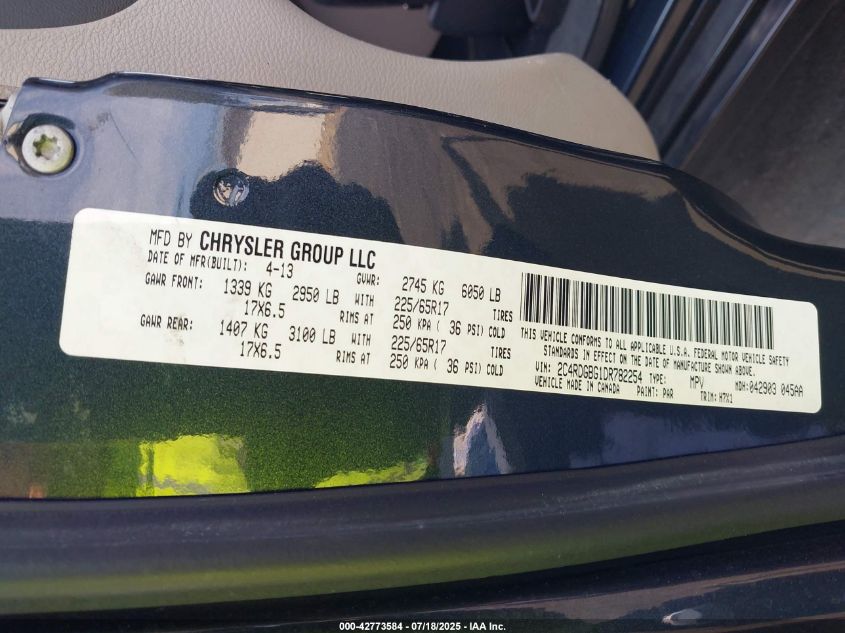 MFD BY CHRYSLER GROUP LLC
DATE OF MFR(BUILT): 4-13 GVWR: 2745 KG 6050 LB
GAWR FRONT: 1339 KG 2950 LB WITH 225/65R17 TIRES
17X6.5 RIMS AT 250 KPA ( 36 PSI) COLD
GAWR REAR: 1407 KG 3100 LB WITH 225/65R17 TIRES
17X6.5 RIMS AT 250 KPA ( 36 PSI) COLD
THIS VEHICLE CONFORMS TO ALL APPLICABLE U.S.A. FEDERAL MOTOR VEHICLE SAFETY
STANDARDS IN EFFECT ON THE DATE OF MANUFACTURE SHOWN ABOVE.
VIN: 2C4RDGBG1DR782254 TYPE: MPV MDH:042903 045AA
VEHICLE MADE IN CANADA PAINT: PAR TRIM: H7X1
000-42773584 / 07/18/2025 - IAA Inc.